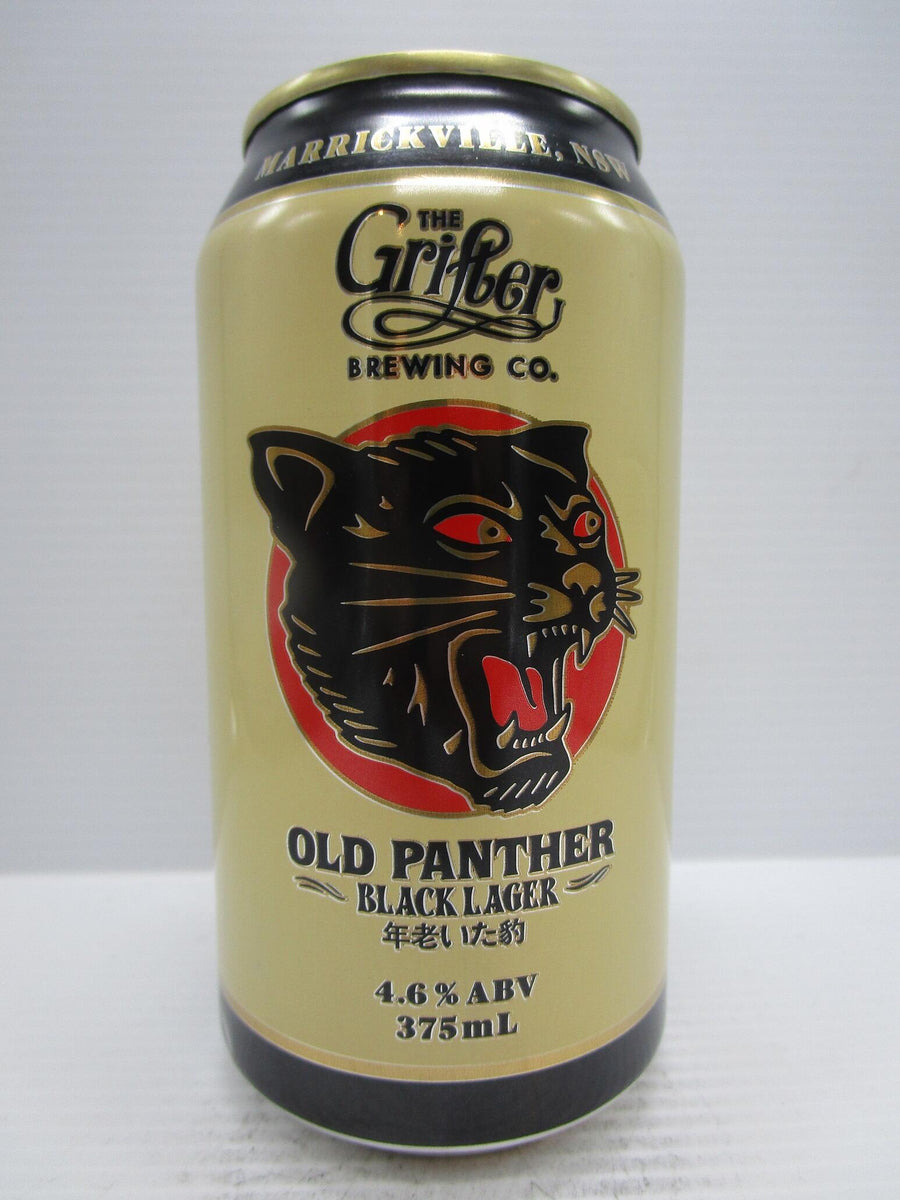 MARRICKVILLE, NSW
THE
Grifter
BREWING CO.
OLD PANTHER
BLACK LAGER
年老いた豹
4.6% ABV
375mL